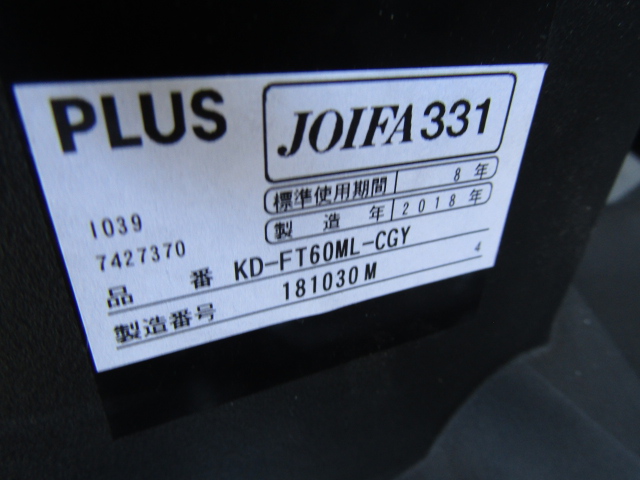 PLUS
JOIFA331
標準使用期間 8年
製造年 2018年
I039
7427370
品番 KD-FT60ML-CGY 4
製造番号 181030M